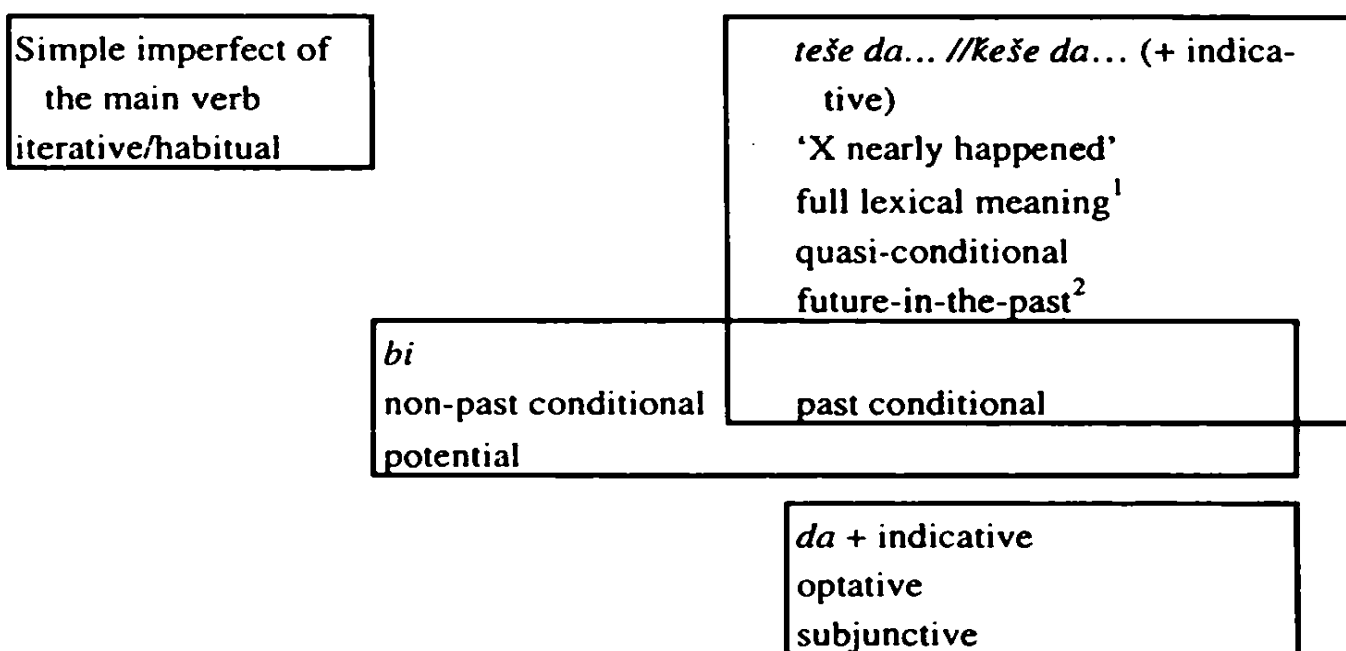 Simple imperfect of
the main verb
iterative/habitual
teše da... //ḱeše da... (+ indica-
tive)
‘X nearly happened’
full lexical meaning¹
quasi-conditional
future-in-the-past²
bi
non-past conditional past conditional
potential
da + indicative
optative
subjunctive